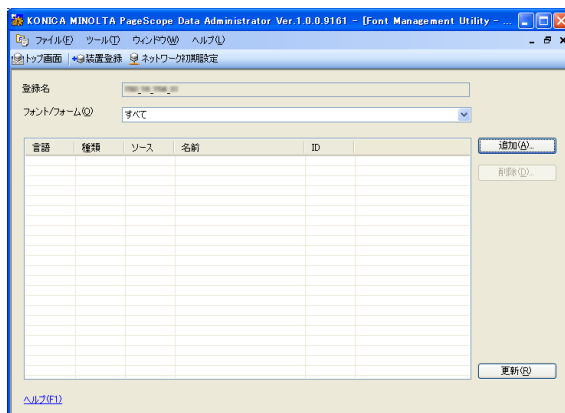 KONICA MINOLTA PageScope Data Administrator Ver.1.0.0.9161 - [Font Management Utility - ...
ファイル(F) ツール(T) ウィンドウ(W) ヘルプ(L)
トップ画面 装置登録 ネットワーク初期設定
登録名
フォント/フォーム(O) すべて
言語 種類 ソース 名前 ID
追加(A)...
削除(D)...
更新(R)
ヘルプ(F1)